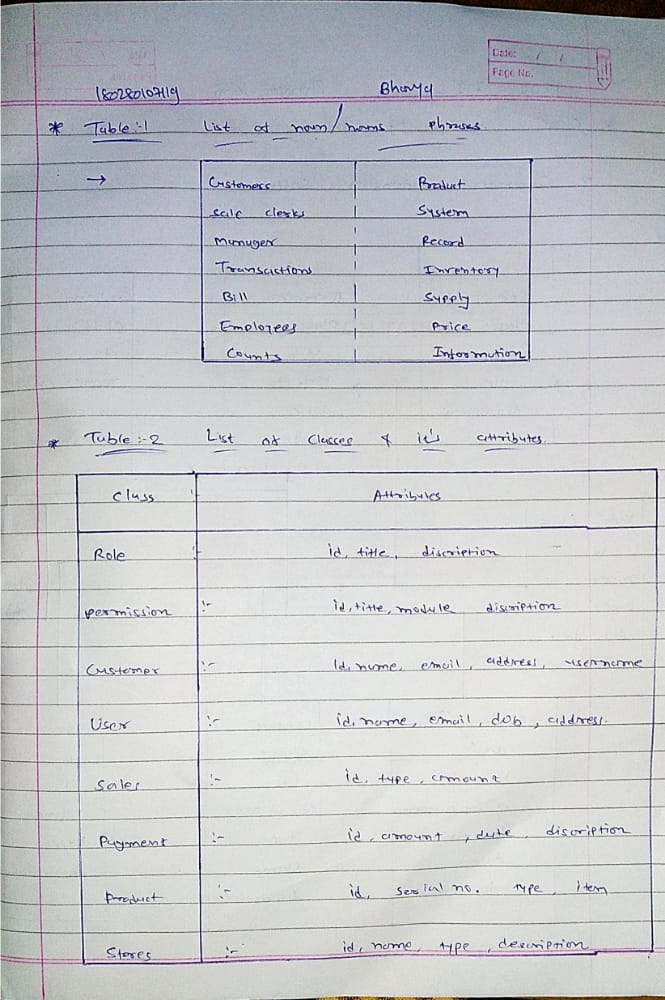 Date: / /
Page No.
180280107119 Bhavya
* Table :-1 List of noun/nouns phrases
→ Customers Product
Sale clerks System
Manager Record
Transactions Inventory
Bill Supply
Employees Price
Counts Information
* Table :-2 List of Classes & it's attributes.
Class :- Attributes
Role :- id, title, discription
permission :- id, title, module discription
Customer :- Id, name, email, address, username
User :- id, name, email, dob, address.
Sales :- id, type, amount
Payment :- id, amount, date, discription
Product :- id, serial no. type, item
Stores :- id, name, type, description